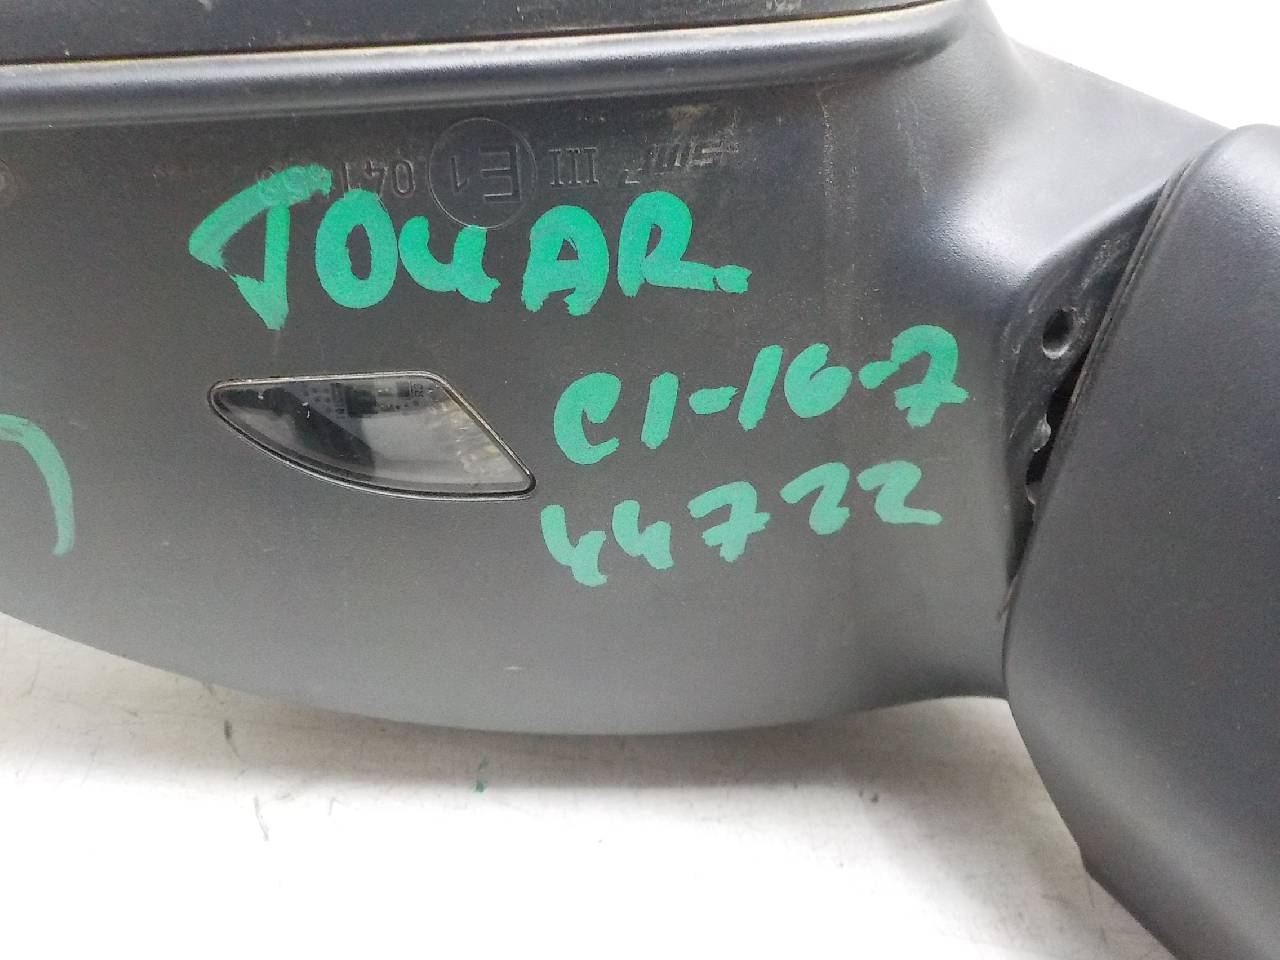 TOUAR.
C1-16-7
44722
E1
III